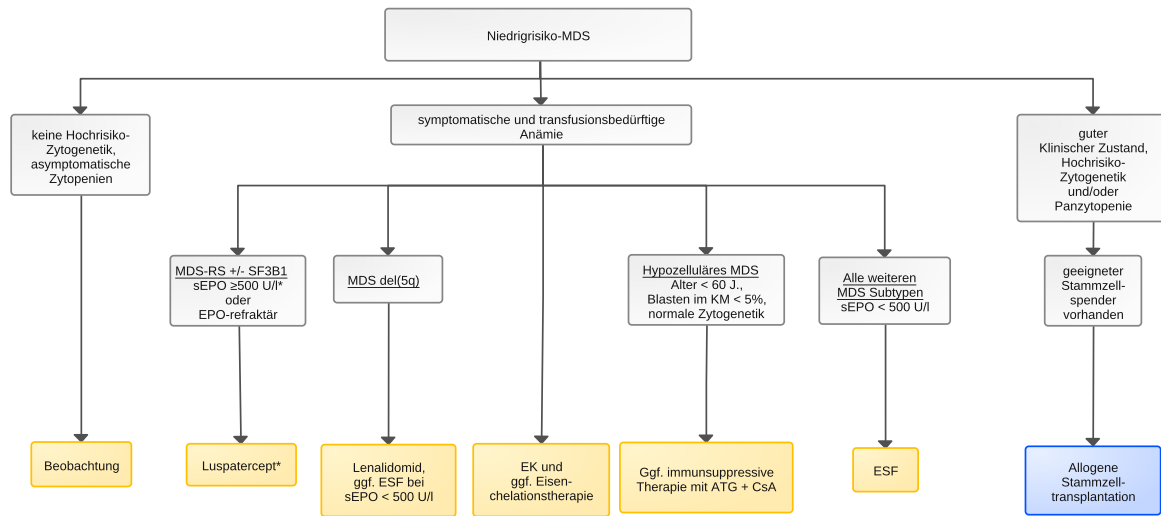 Niedrigrisiko-MDS
keine Hochrisiko-
Zytogenetik,
asymptomatische
Zytopenien
symptomatische und transfusionsbedürftige
Anämie
guter
Klinischer Zustand,
Hochrisiko-
Zytogenetik
und/oder
Panzytopenie
MDS-RS +/- SF3B1
sEPO ≥500 U/l*
oder
EPO-refraktär
MDS del(5q)
Hypozelluläres MDS
Alter < 60 J.,
Blasten im KM < 5%,
normale Zytogenetik
Alle weiteren
MDS Subtypen
sEPO < 500 U/l
geeigneter
Stammzell-
spender
vorhanden
Beobachtung
Luspatercept*
Lenalidomid,
ggf. ESF bei
sEPO < 500 U/l
EK und
ggf. Eisen-
chelationstherapie
Ggf. immunsuppressive
Therapie mit ATG + CsA
ESF
Allogene
Stammzell-
transplantation